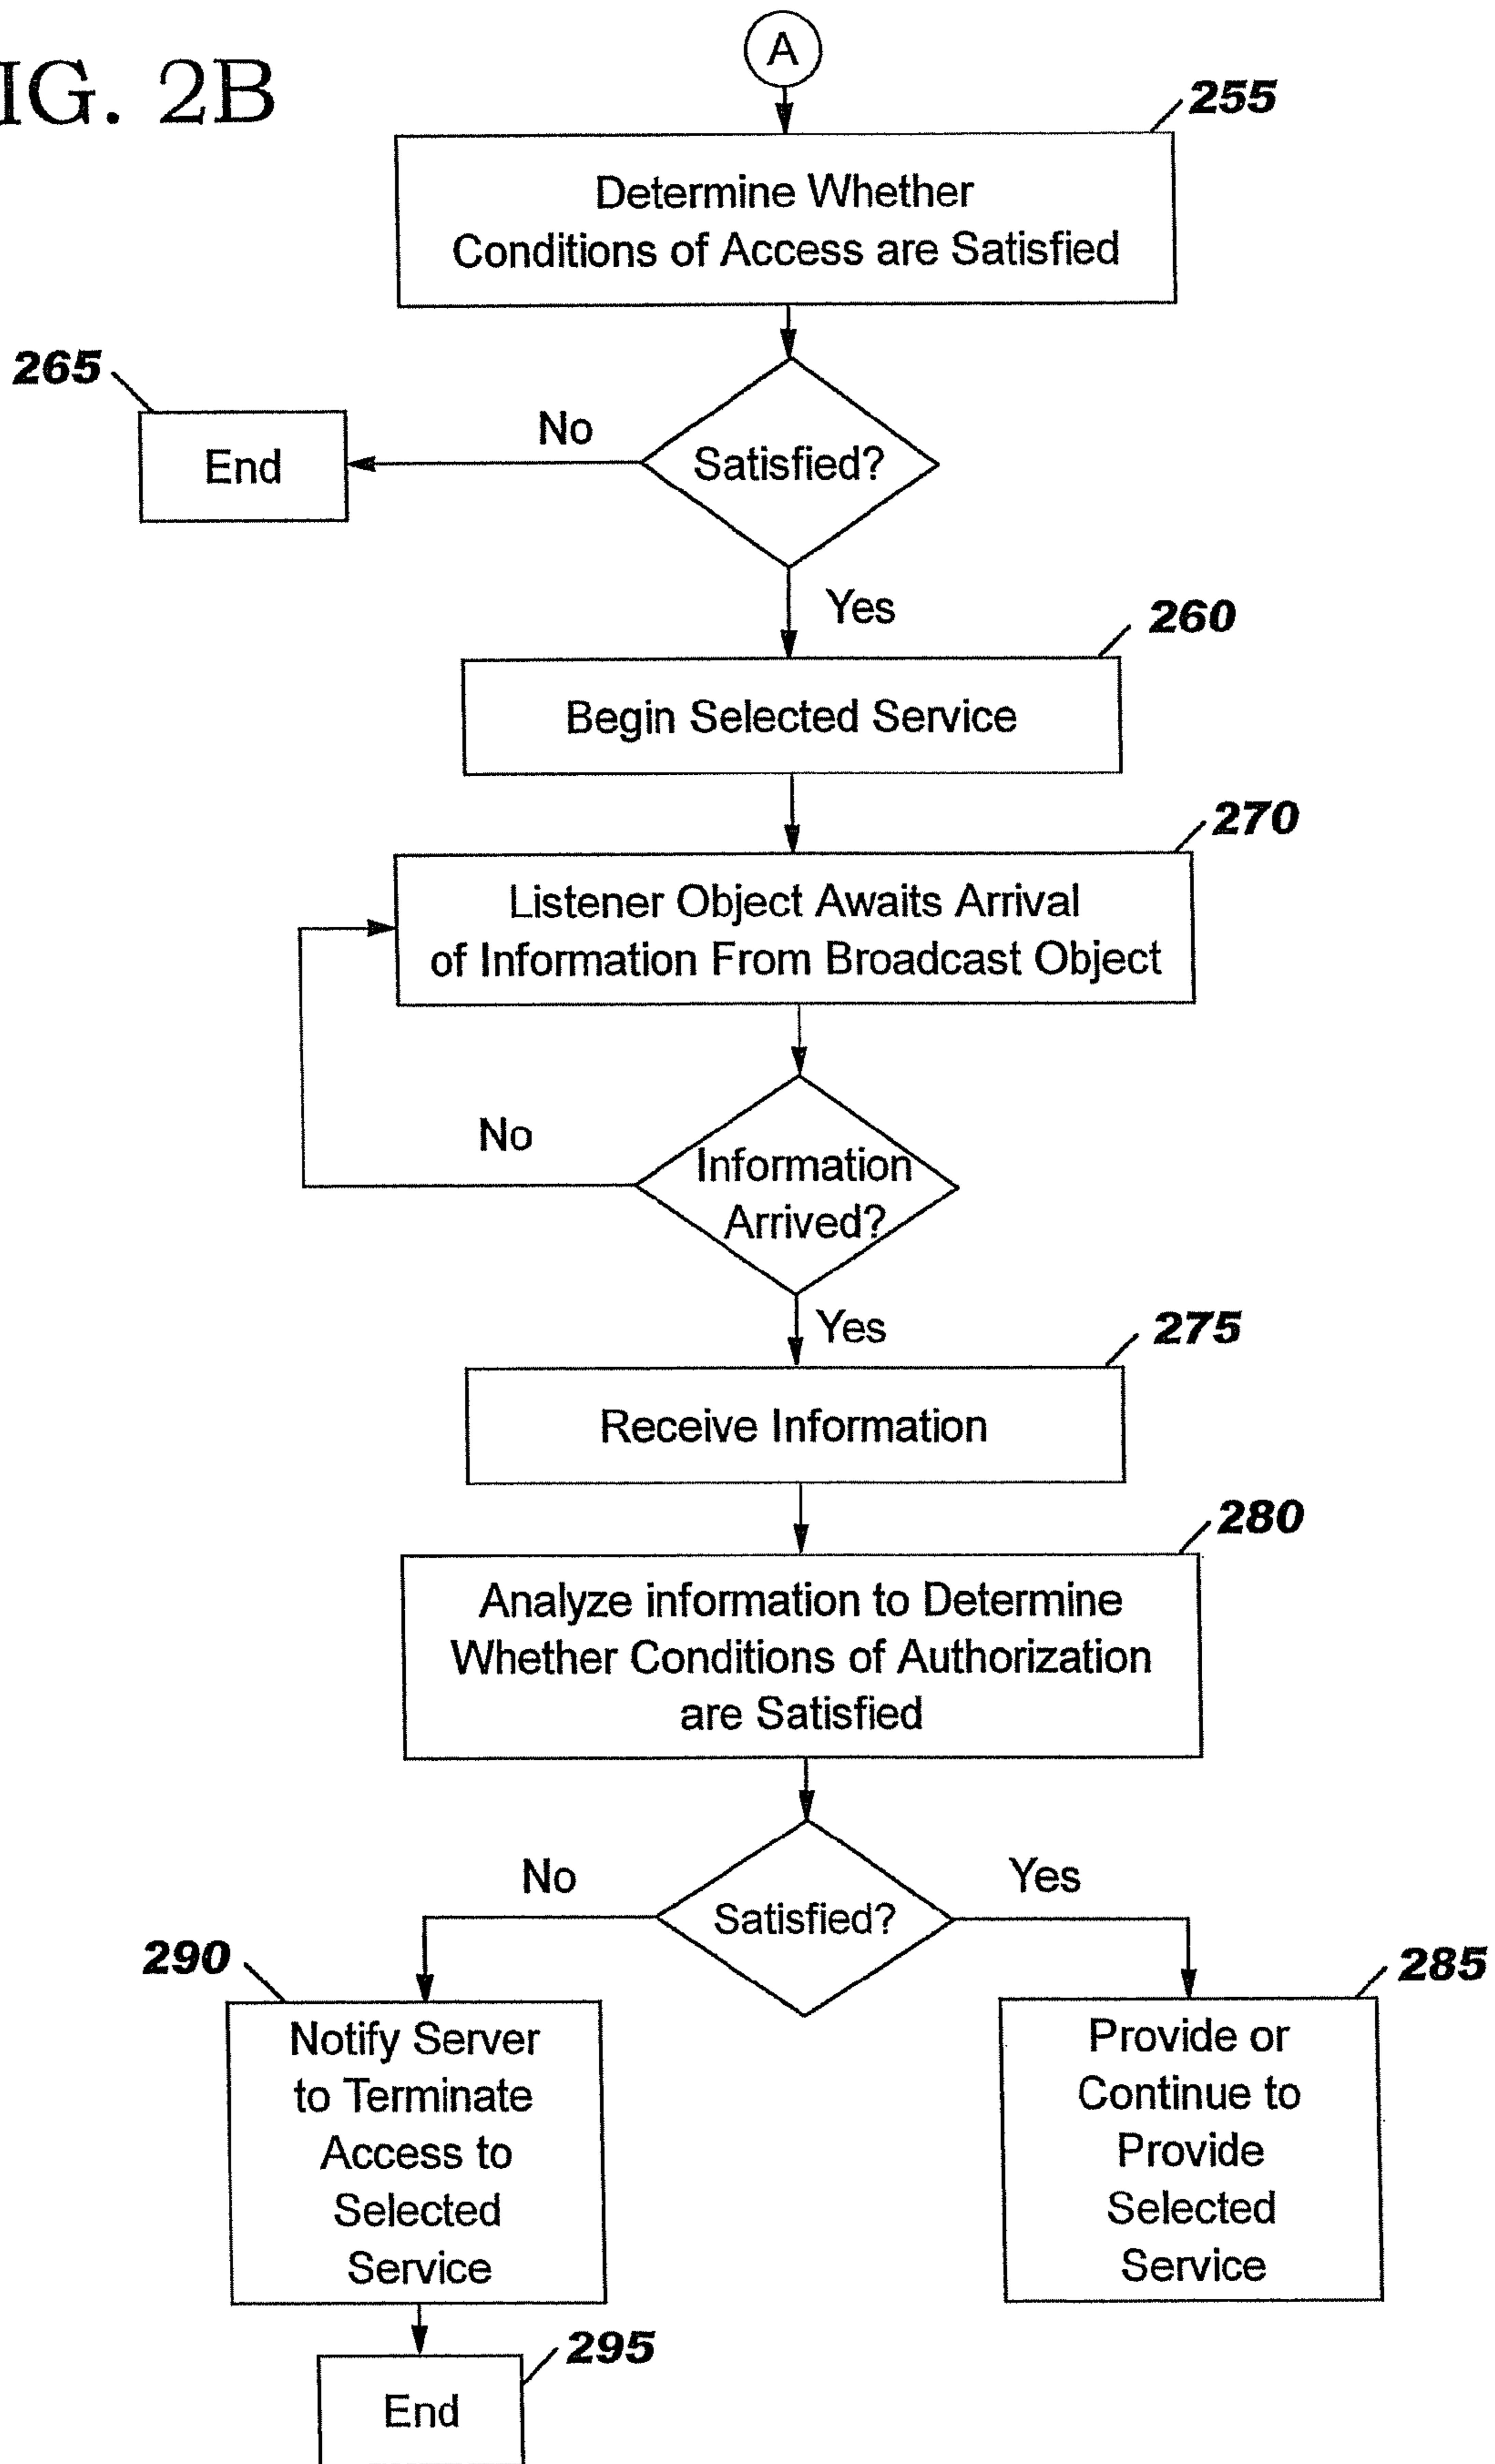 IG. 2B
A
255
Determine Whether
Conditions of Access are Satisfied
265
End
No
Satisfied?
Yes
260
Begin Selected Service
270
Listener Object Awaits Arrival
of Information From Broadcast Object
No
Information
Arrived?
Yes
275
Receive Information
280
Analyze information to Determine
Whether Conditions of Authorization
are Satisfied
No
Satisfied?
Yes
290
Notify Server
to Terminate
Access to
Selected
Service
285
Provide or
Continue to
Provide
Selected
Service
295
End